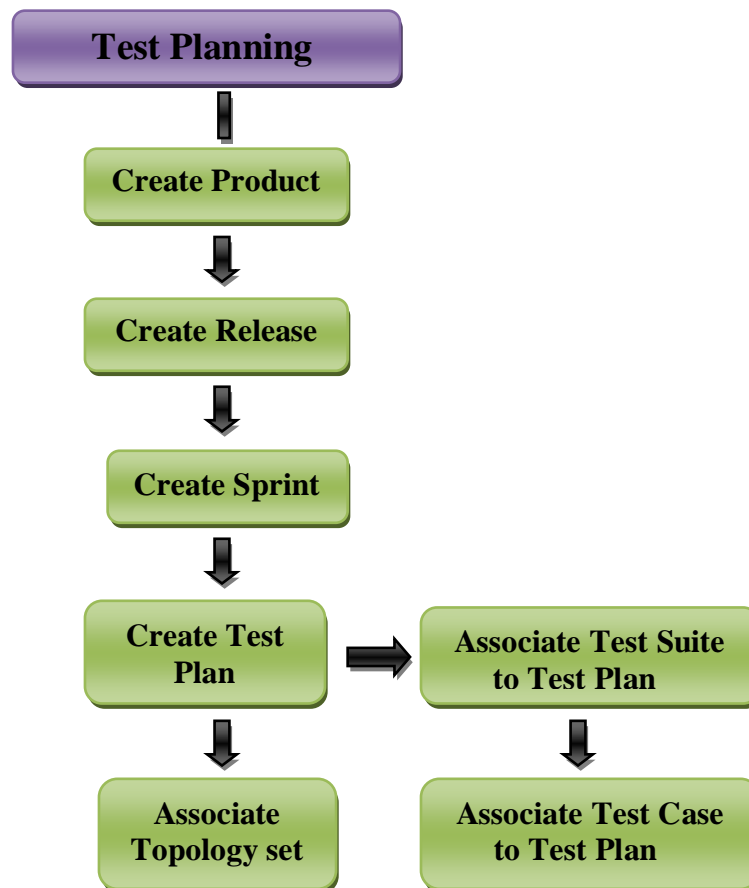 Test Planning
Create Product
Create Release
Create Sprint
Create Test
Plan
Associate Test Suite
to Test Plan
Associate
Topology set
Associate Test Case
to Test Plan